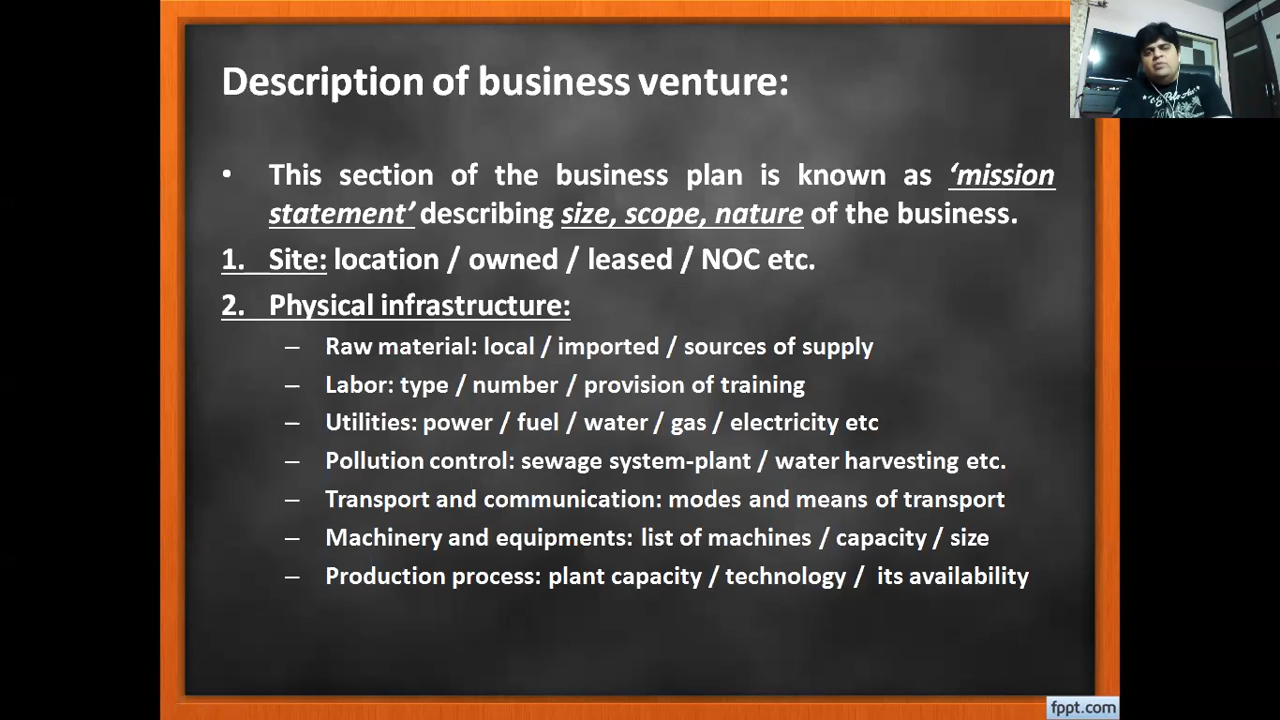 Description of business venture:
• This section of the business plan is known as ‘mission
statement’ describing size, scope, nature of the business.
1. Site: location / owned / leased / NOC etc.
2. Physical infrastructure:
– Raw material: local / imported / sources of supply
– Labor: type / number / provision of training
– Utilities: power / fuel / water / gas / electricity etc
– Pollution control: sewage system-plant / water harvesting etc.
– Transport and communication: modes and means of transport
– Machinery and equipments: list of machines / capacity / size
– Production process: plant capacity / technology / its availability
fppt.com